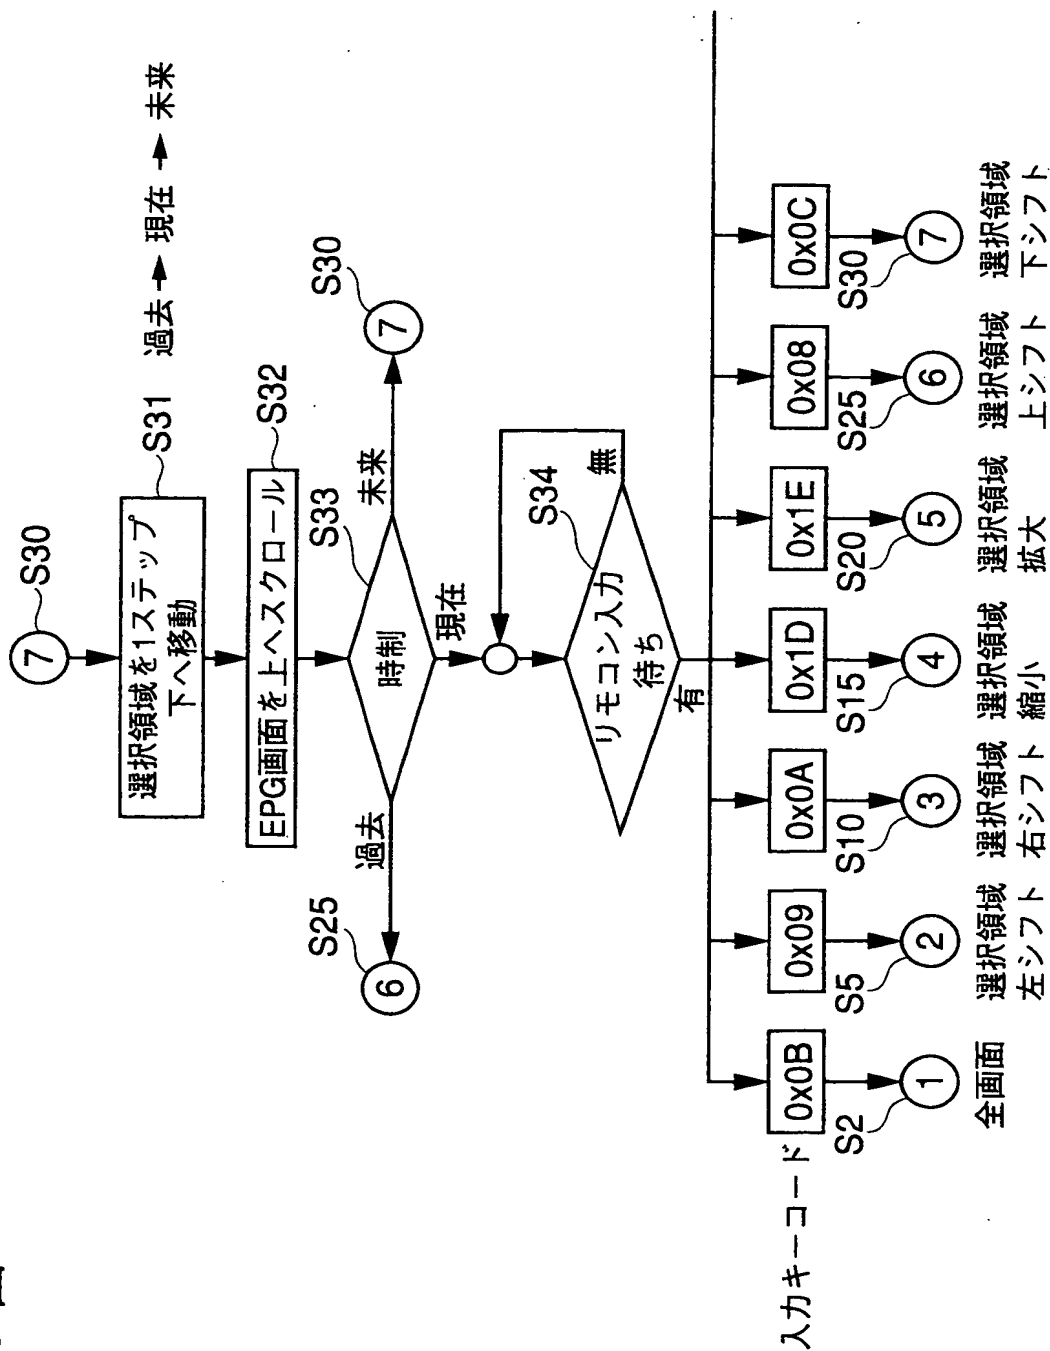 7
S30
選択領域を1ステップ
下へ移動
S31
過去 → 現在 → 未来
EPG画面を上へスクロール
S32
時制
S33
過去
未来
現在
6
S25
7
S30
リモコン入力
待ち
S34
無
有
入力キーコード
0x0B
0x09
0x0A
0x1D
0x1E
0x08
0x0C
S2
S5
S10
S15
S20
S25
S30
1
2
3
4
5
6
7
全画面
選択領域
左シフト
選択領域
右シフト
選択領域
縮小
選択領域
拡大
選択領域
上シフト
選択領域
下シフト